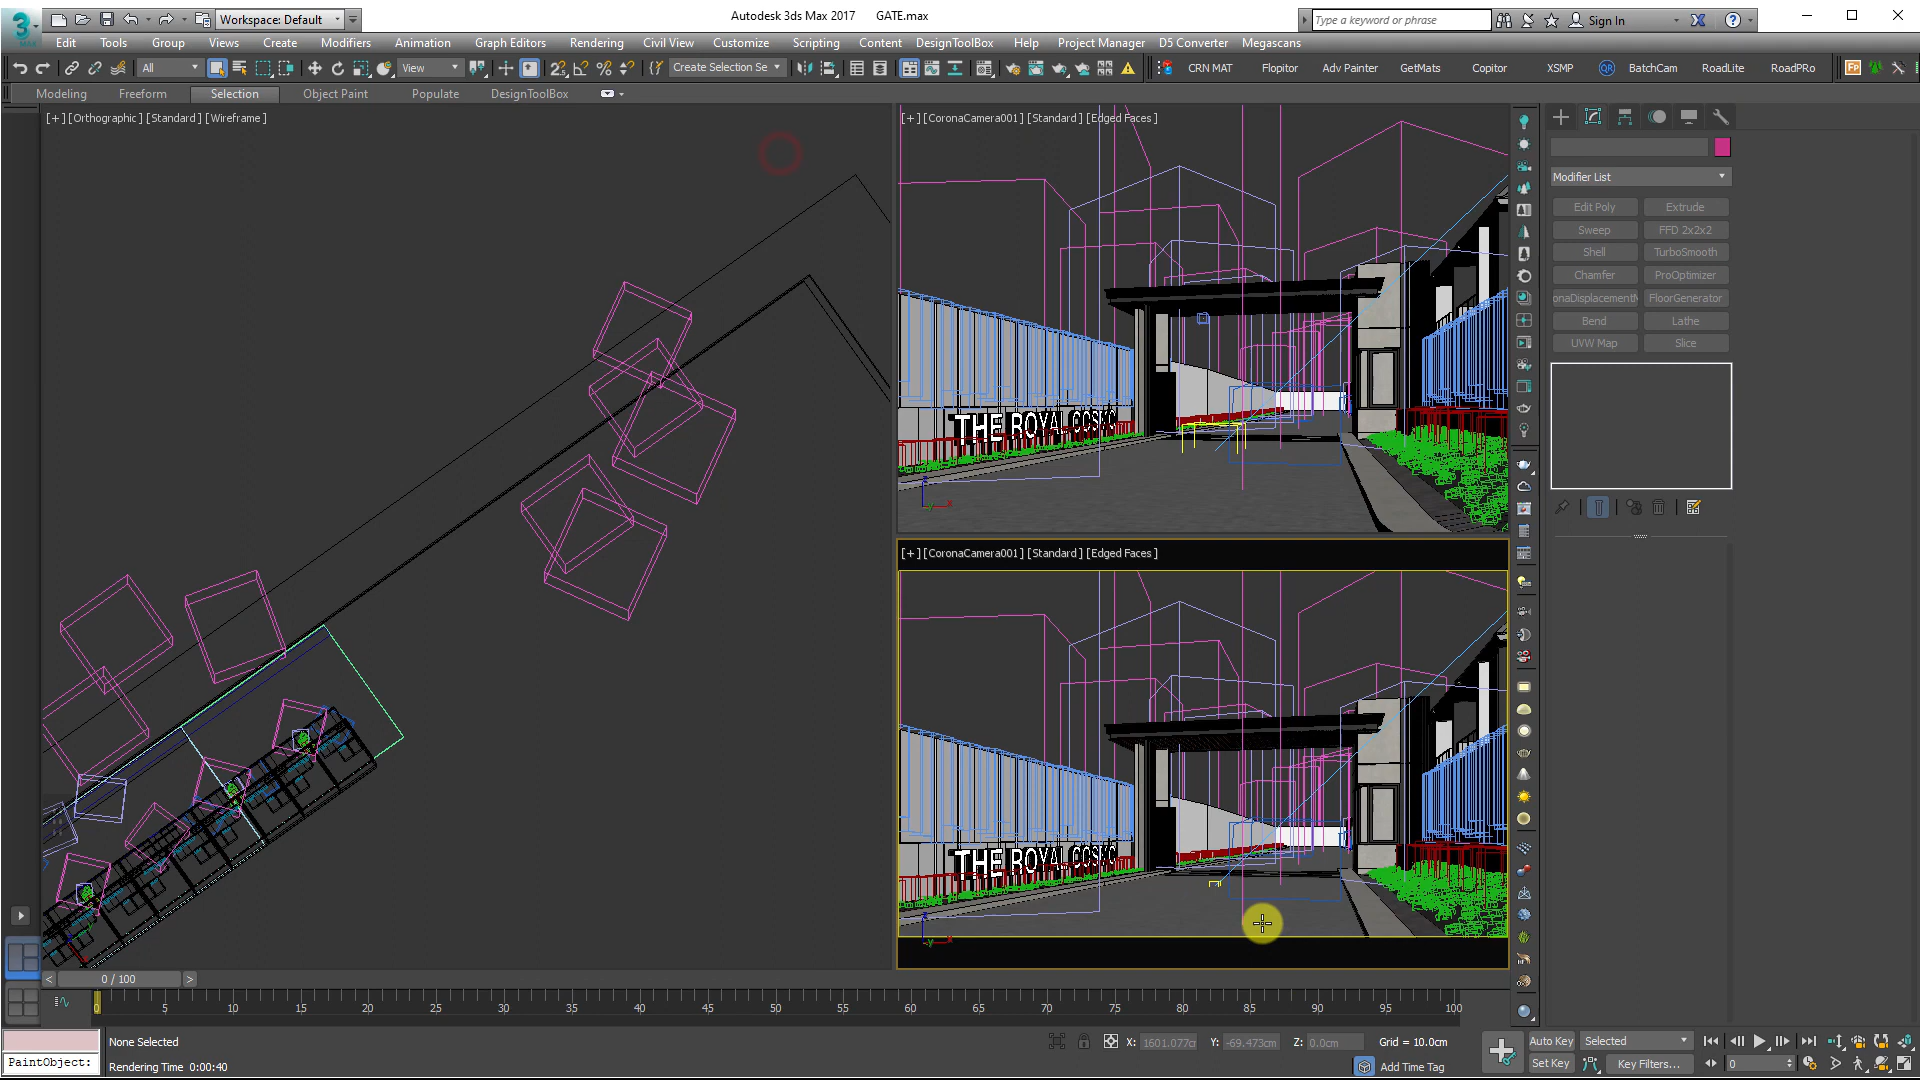 Autodesk 3ds Max 2017 GATE.max
Workspace: Default
Type a keyword or phrase
Sign In
MAX
Edit Tools Group Views Create Modifiers Animation Graph Editors Rendering Civil View Customize Scripting Content DesignToolBox Help Project Manager D5 Converter Megascans
All View Create Selection Se CRN MAT Flopitor Adv Painter GetMats Copitor XSMP BatchCam RoadLite RoadPRo
Modeling Freeform Selection Object Paint Populate DesignToolBox
[+] [Orthographic] [Standard] [Wireframe]
[+] [CoronaCamera001] [Standard] [Edged Faces]
Modifier List
Edit Poly Extrude
Sweep FFD 2x2x2
Shell TurboSmooth
Chamfer ProOptimizer
onaDisplacementM FloorGenerator
Bend Lathe
UVW Map Slice
THE ROYAL COSMO
[+] [CoronaCamera001] [Standard] [Edged Faces]
THE ROYAL COSMO
< 0 / 100 >
0 5 10 15 20 25 30 35 40 45 50 55 60 65 70 75 80 85 90 95 100
None Selected X: 1601.077cm Y: -69.473cm Z: 0.0cm Grid = 10.0cm Auto Key Selected
PaintObject: Rendering Time 0:00:40 Add Time Tag Set Key Key Filters... 0